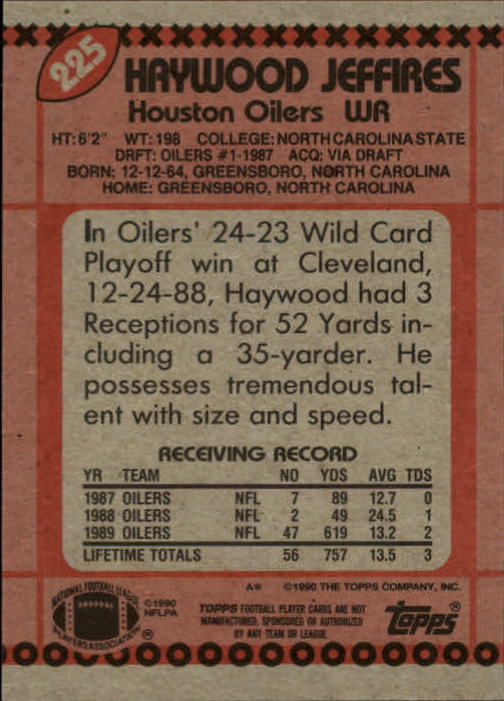 225
HAYWOOD JEFFIRES
Houston Oilers WR
HT: 6'2" WT: 198 COLLEGE: NORTH CAROLINA STATE
DRFT: OILERS #1-1987 ACQ: VIA DRAFT
BORN: 12-12-64, GREENSBORO, NORTH CAROLINA
HOME: GREENSBORO, NORTH CAROLINA
In Oilers' 24-23 Wild Card
Playoff win at Cleveland,
12-24-88, Haywood had 3
Receptions for 52 Yards in-
cluding a 35-yarder. He
possesses tremendous tal-
ent with size and speed.
RECEIVING RECORD
YR TEAM NO YDS AVG TDS
1987 OILERS NFL 7 89 12.7 0
1988 OILERS NFL 2 49 24.5 1
1989 OILERS NFL 47 619 13.2 2
LIFETIME TOTALS 56 757 13.5 3
A* ©1990 THE TOPPS COMPANY, INC.
NATIONAL FOOTBALL LEAGUE
PLAYERS ASSOCIATION ®
©1990
NFLPA
TOPPS FOOTBALL PLAYER CARDS ARE NOT
MANUFACTURED, SPONSORED OR AUTHORIZED
BY ANY TEAM OR LEAGUE.
Topps®